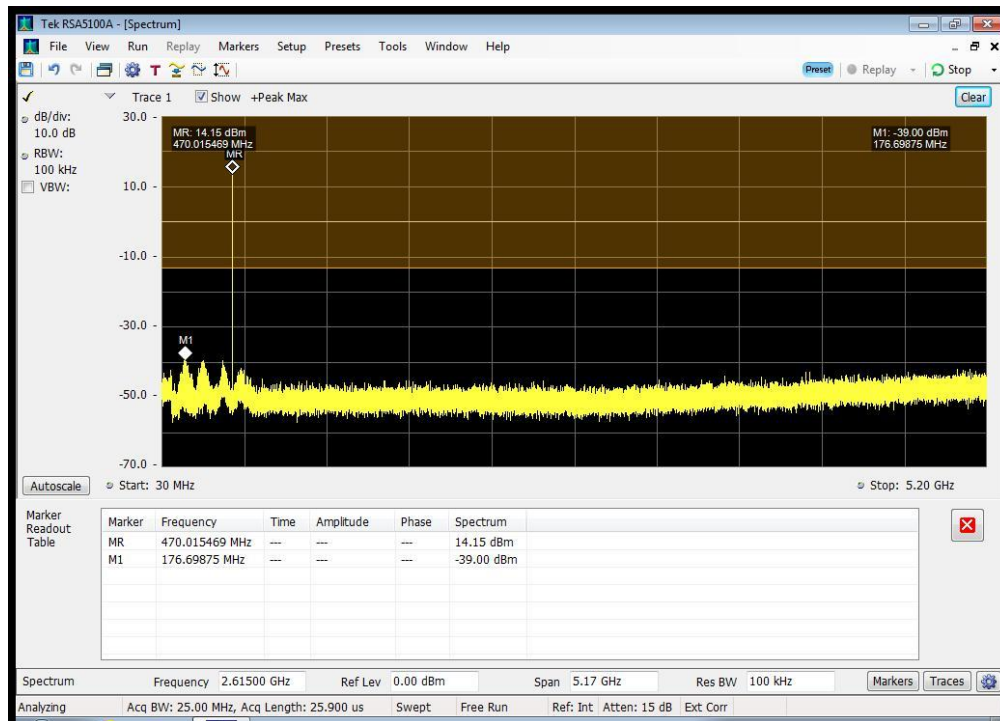 Tek RSA5100A - [Spectrum]
File View Run Replay Markers Setup Presets Tools Window Help
T Preset Replay Stop
Trace 1 Show +Peak Max Clear
dB/div:
10.0 dB
RBW:
100 kHz
VBW:
30.0 -
10.0 -
-10.0 -
-30.0 -
-50.0 -
-70.0 -
MR: 14.15 dBm
470.015469 MHz
MR
M1: -39.00 dBm
176.69875 MHz
M1
Autoscale Start: 30 MHz Stop: 5.20 GHz
Marker
Readout
Table
Marker Frequency Time Amplitude Phase Spectrum
MR 470.015469 MHz --- --- --- 14.15 dBm
M1 176.69875 MHz --- --- --- -39.00 dBm
Spectrum Frequency 2.61500 GHz Ref Lev 0.00 dBm Span 5.17 GHz Res BW 100 kHz Markers Traces
Analyzing Acq BW: 25.00 MHz, Acq Length: 25.900 us Swept Free Run Ref: Int Atten: 15 dB Ext Corr